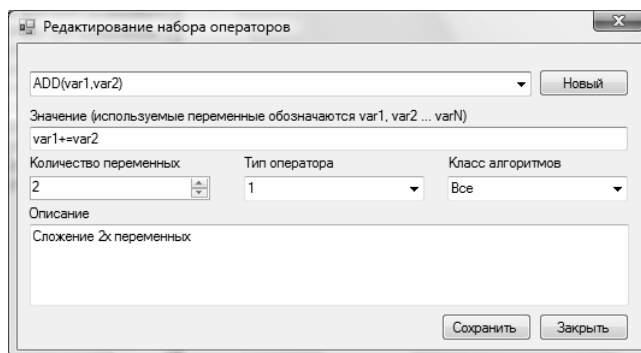 Редактирование набора операторов
ADD(var1,var2)
Новый
Значение (используемые переменные обозначаются var1, var2 ... varN)
var1+=var2
Количество переменных Тип оператора Класс алгоритмов
2 1 Все
Описание
Сложение 2х переменных
Сохранить Закрыть